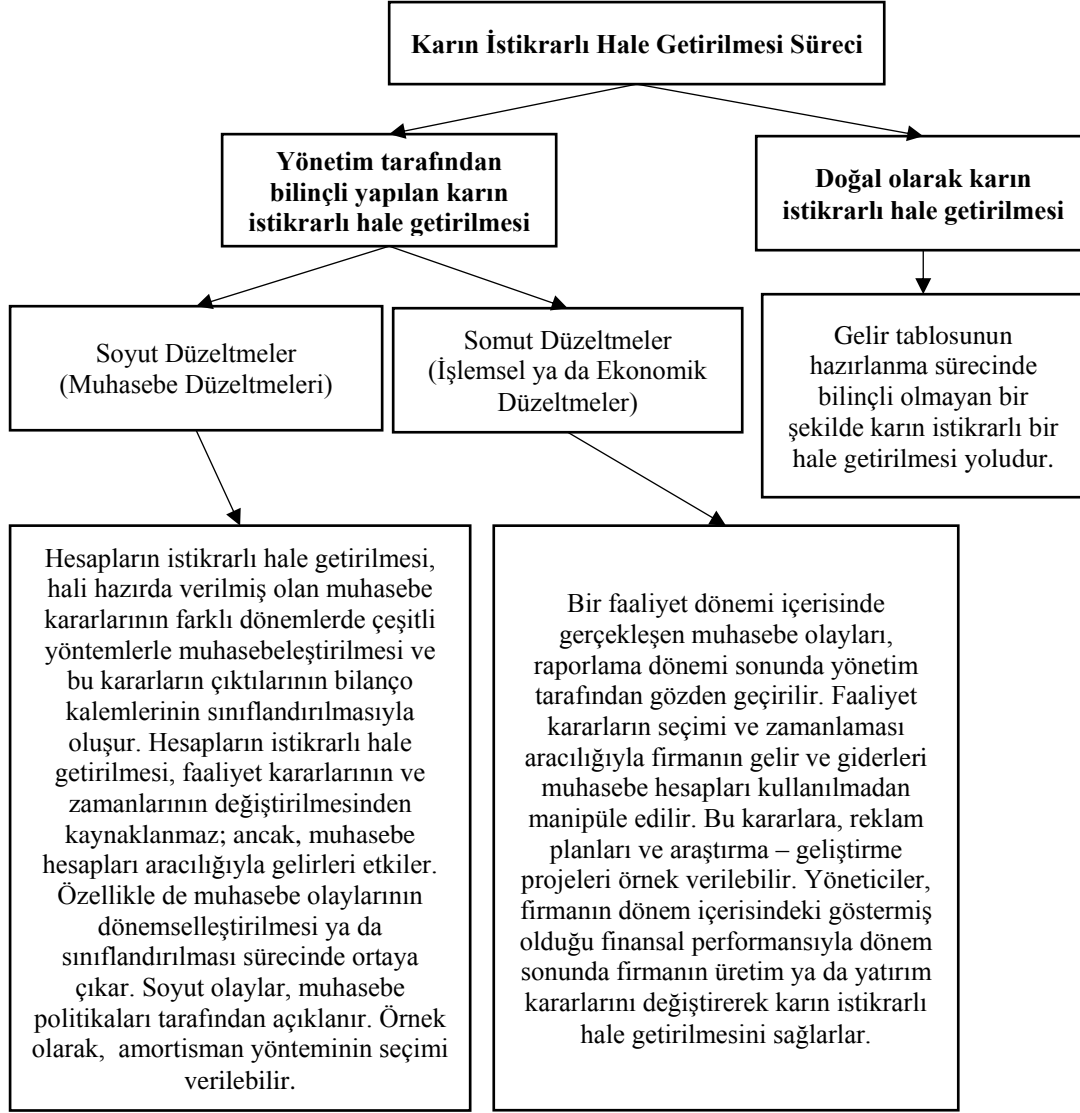 Karın İstikrarlı Hale Getirilmesi Süreci
Yönetim tarafından
bilinçli yapılan karın
istikrarlı hale getirilmesi
Doğal olarak karın
istikrarlı hale getirilmesi
Soyut Düzeltmeler
(Muhasebe Düzeltmeleri)
Somut Düzeltmeler
(İşlemsel ya da Ekonomik
Düzeltmeler)
Gelir tablosunun
hazırlanma sürecinde
bilinçli olmayan bir
şekilde karın istikrarlı bir
hale getirilmesi yoludur.
Hesapların istikrarlı hale getirilmesi,
hali hazırda verilmiş olan muhasebe
kararlarının farklı dönemlerde çeşitli
yöntemlerle muhasebeleştirilmesi ve
bu kararların çıktılarının bilanço
kalemlerinin sınıflandırılmasıyla
oluşur. Hesapların istikrarlı hale
getirilmesi, faaliyet kararlarının ve
zamanlarının değiştirilmesinden
kaynaklanmaz; ancak, muhasebe
hesapları aracılığıyla gelirleri etkiler.
Özellikle de muhasebe olaylarının
dönemselleştirilmesi ya da
sınıflandırılması sürecinde ortaya
çıkar. Soyut olaylar, muhasebe
politikaları tarafından açıklanır. Örnek
olarak, amortisman yönteminin seçimi
verilebilir.
Bir faaliyet dönemi içerisinde
gerçekleşen muhasebe olayları,
raporlama dönemi sonunda yönetim
tarafından gözden geçirilir. Faaliyet
kararların seçimi ve zamanlaması
aracılığıyla firmanın gelir ve giderleri
muhasebe hesapları kullanılmadan
manipüle edilir. Bu kararlara, reklam
planları ve araştırma – geliştirme
projeleri örnek verilebilir. Yöneticiler,
firmanın dönem içerisindeki göstermiş
olduğu finansal performansıyla dönem
sonunda firmanın üretim ya da yatırım
kararlarını değiştirerek karın istikrarlı
hale getirilmesini sağlarlar.